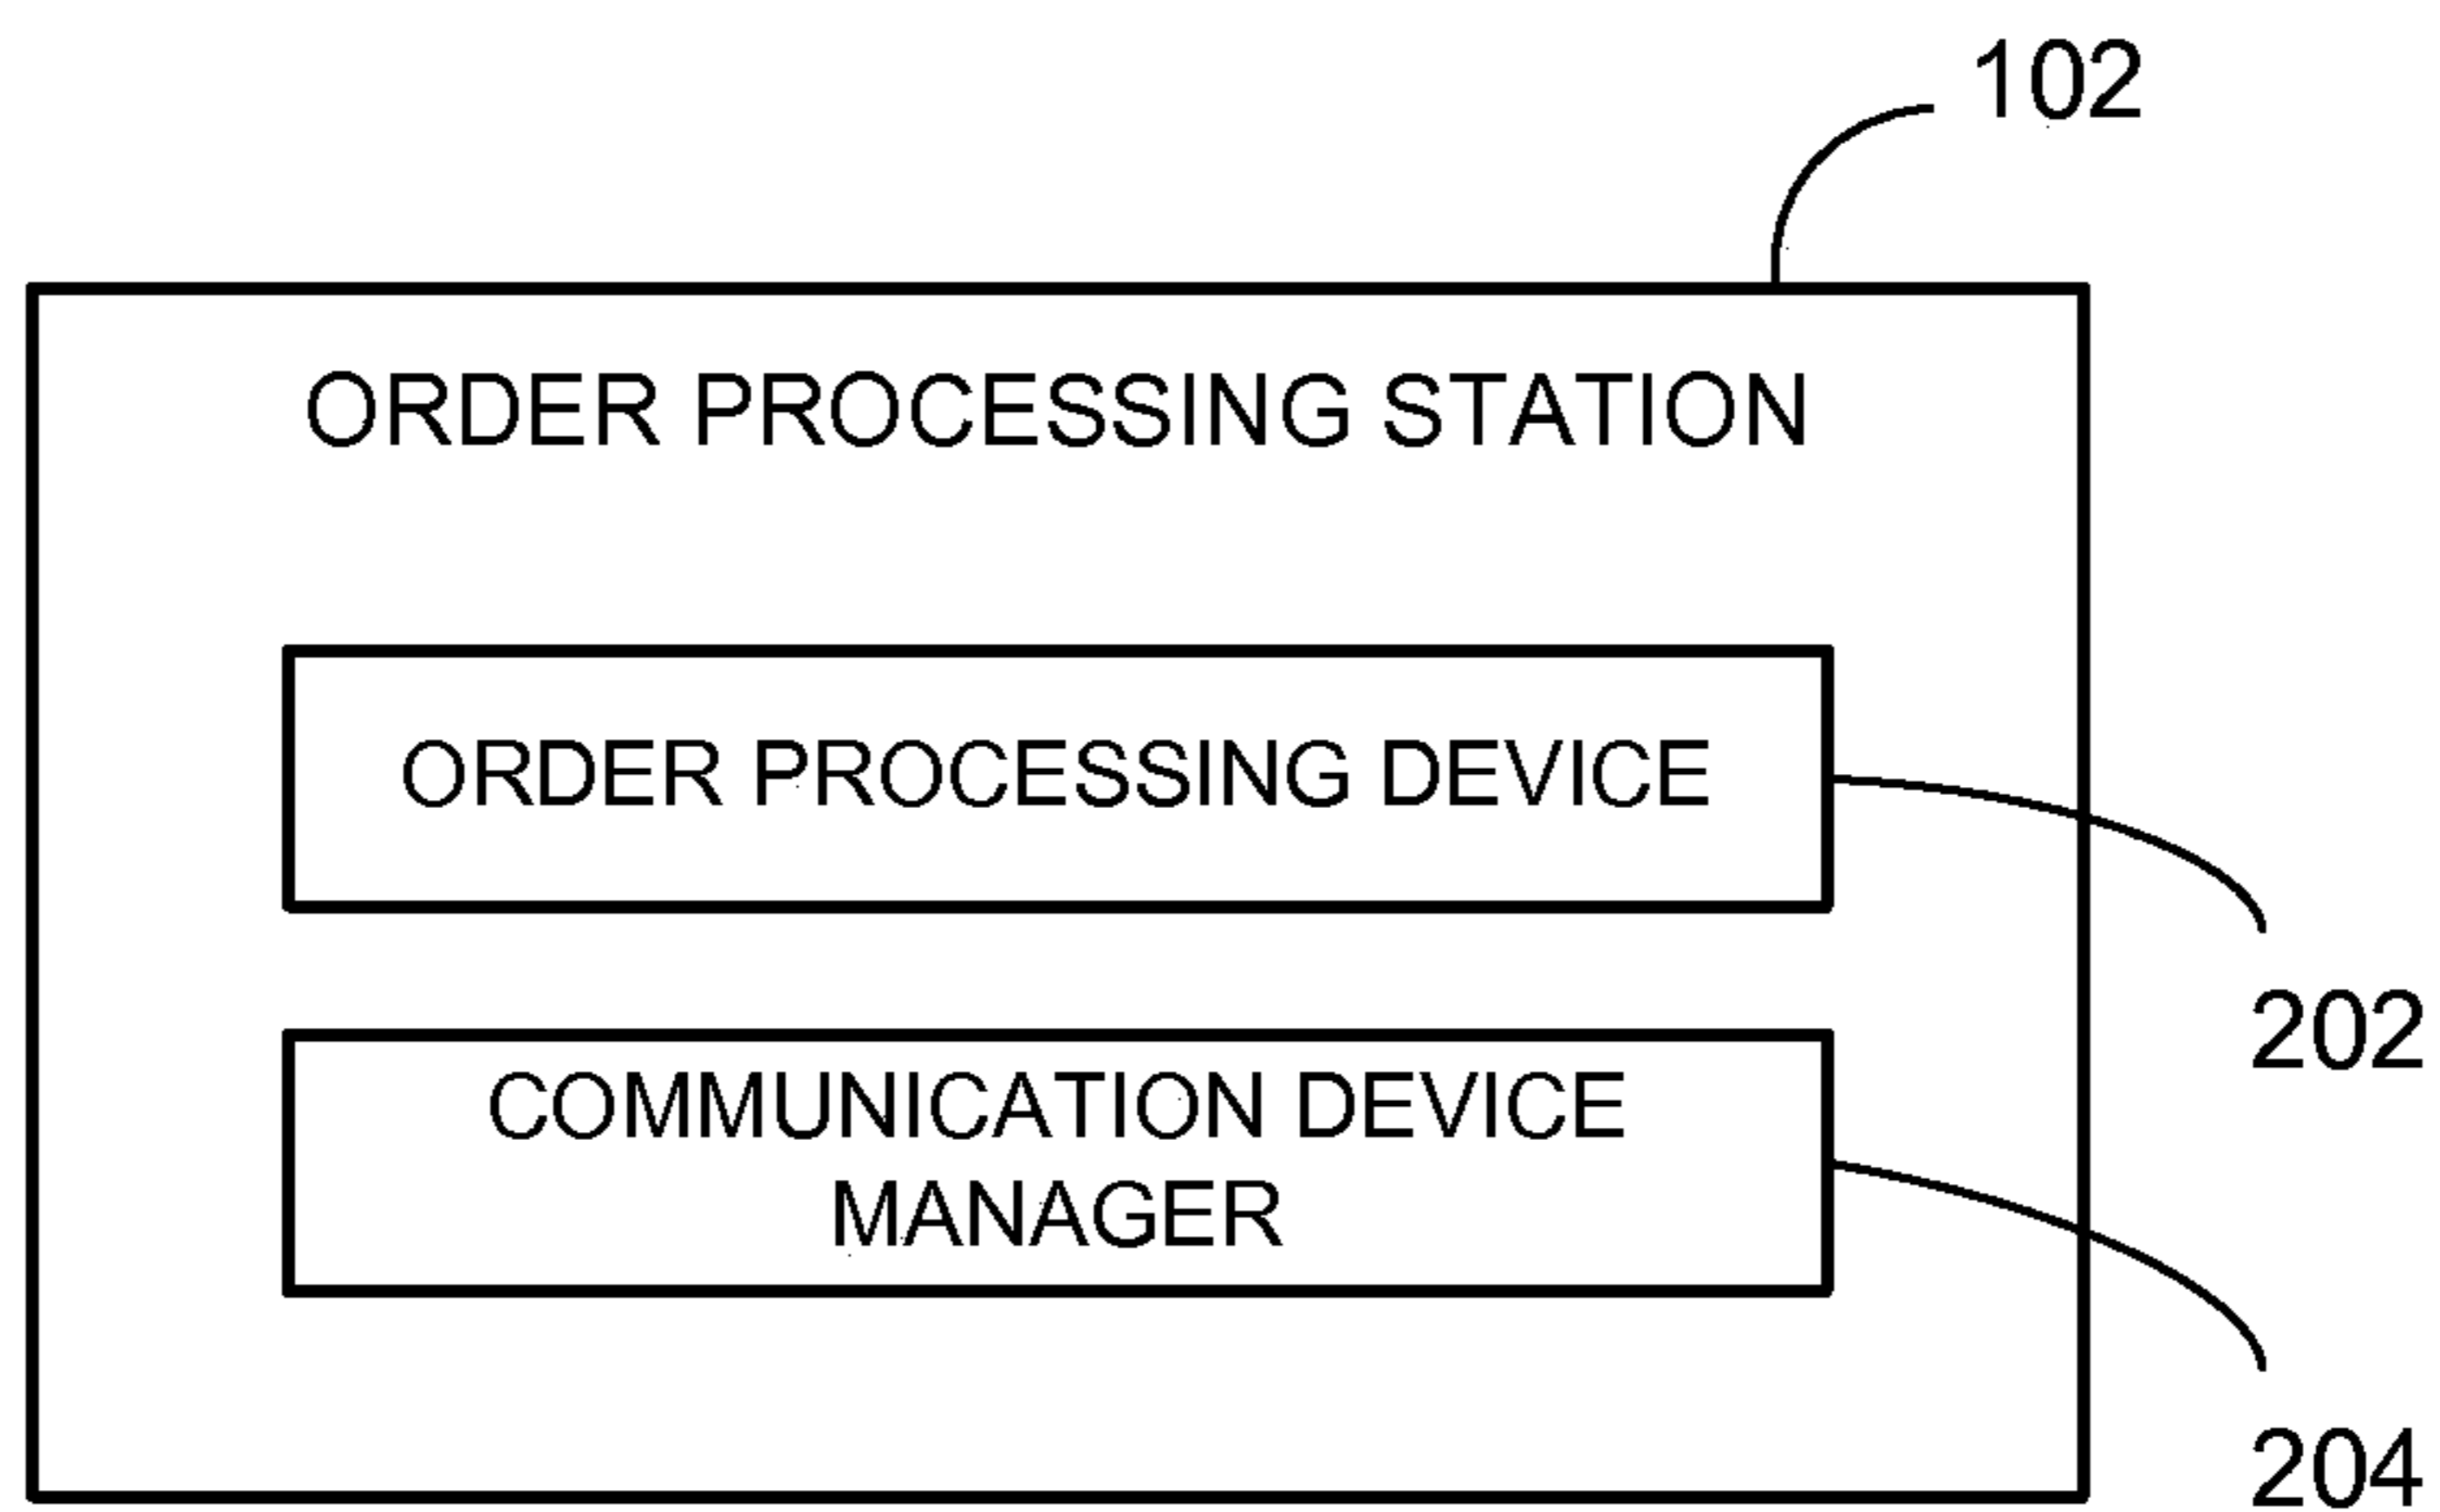 102
ORDER PROCESSING STATION
ORDER PROCESSING DEVICE
202
COMMUNICATION DEVICE
MANAGER
204